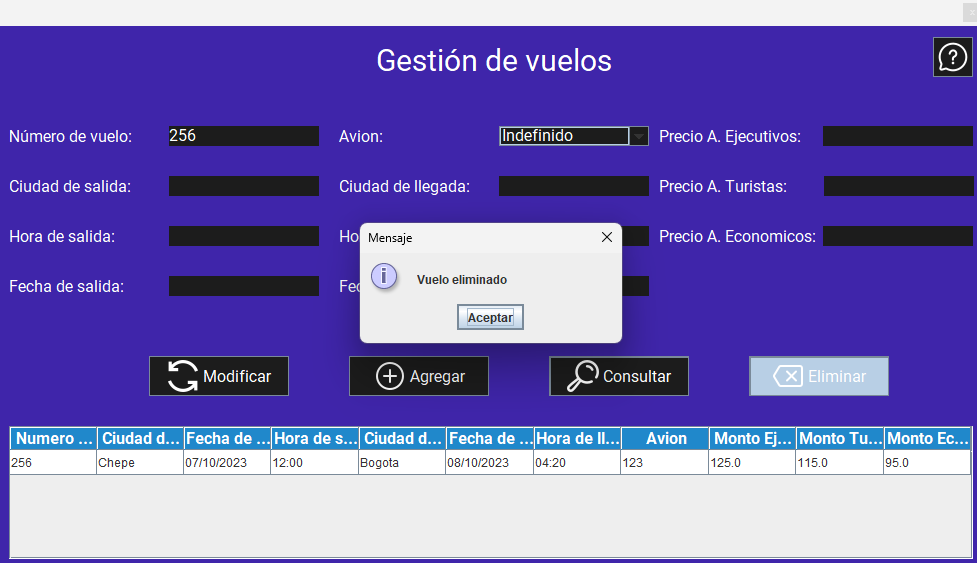 Gestión de vuelos
Número de vuelo: 256 Avion: Indefinido Precio A. Ejecutivos:
Ciudad de salida: Ciudad de llegada: Precio A. Turistas:
Hora de salida: Ho Precio A. Economicos:
Fecha de salida: Fec
Mensaje
Vuelo eliminado
Aceptar
Modificar Agregar Consultar Eliminar
Numero ... Ciudad d... Fecha de ... Hora de s... Ciudad d... Fecha de ... Hora de ll... Avion Monto Ej... Monto Tu... Monto Ec...
256 Chepe 07/10/2023 12:00 Bogota 08/10/2023 04:20 123 125.0 115.0 95.0